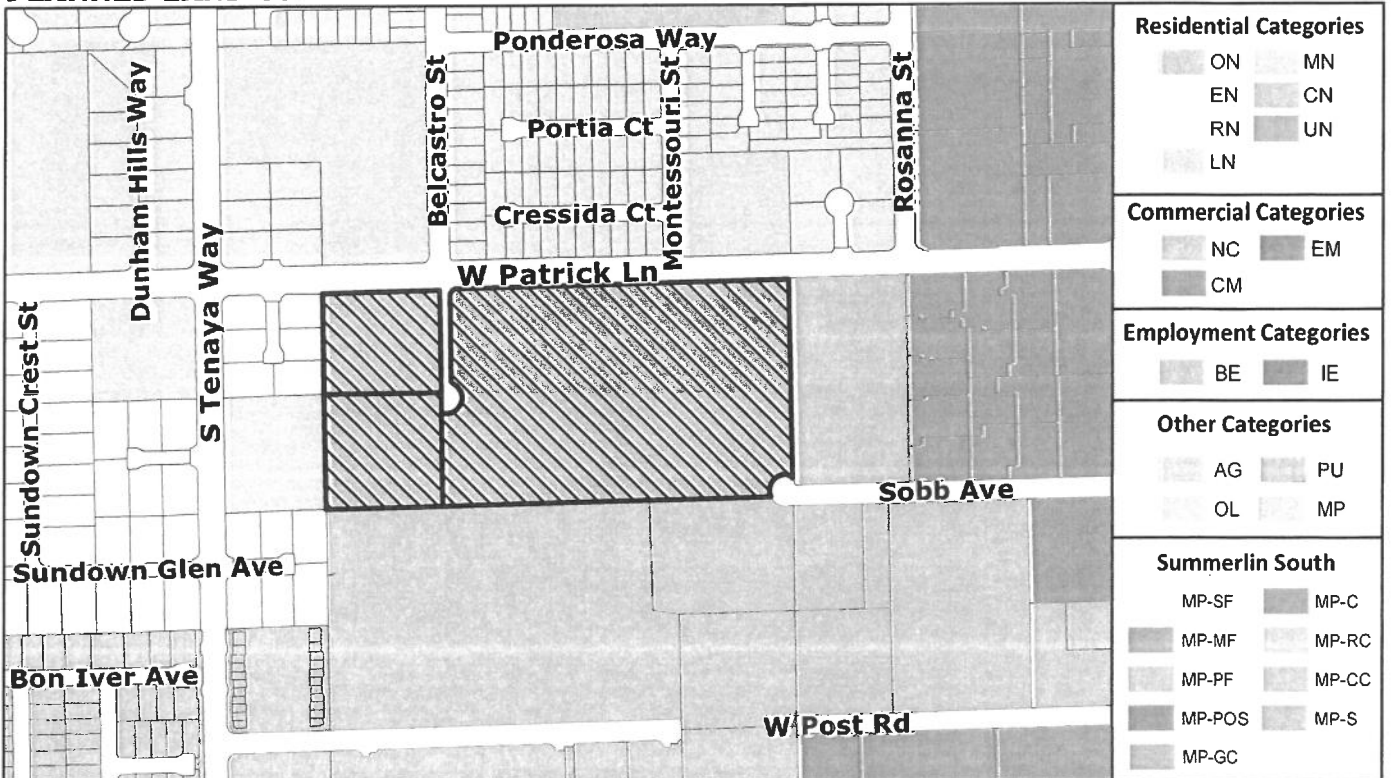 Ponderosa Way
Dunham Hills Way
Belcastro St
Montessouri St
Rosanna St
Portia Ct
Cressida Ct
W Patrick Ln
S Tenaya Way
Sundown Crest St
Sobb Ave
Sundown Glen Ave
Bon Iver Ave
W Post Rd
Residential Categories
ON MN
EN CN
RN UN
LN
Commercial Categories
NC EM
CM
Employment Categories
BE IE
Other Categories
AG PU
OL MP
Summerlin South
MP-SF MP-C
MP-MF MP-RC
MP-PF MP-CC
MP-POS MP-S
MP-GC